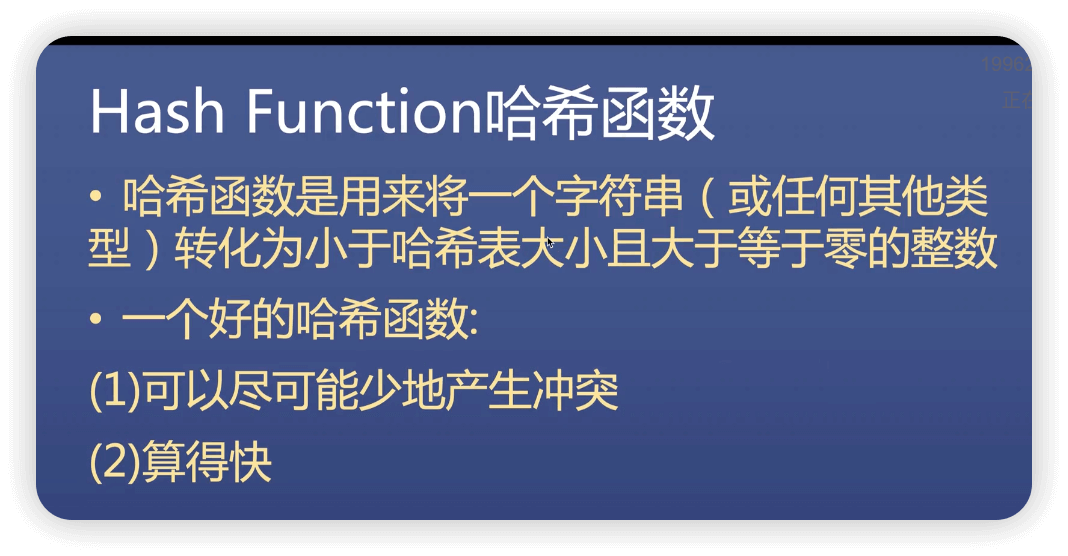 Hash Function哈希函数
• 哈希函数是用来将一个字符串（或任何其他类
型）转化为小于哈希表大小且大于等于零的整数
• 一个好的哈希函数:
(1)可以尽可能少地产生冲突
(2)算得快